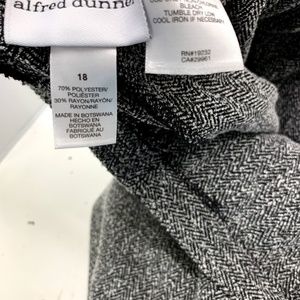 alfred dunner
BLEACH
TUMBLE DRY LOW
COOL IRON IF NECESSARY
RN#19232
CA#29961
18
70% POLYESTER/
POLIÉSTER
30% RAYON/RAYÓN/
RAYONNE
MADE IN BOTSWANA
HECHO EN
BOTSWANA
FABRIQUÉ AU
BOTSWANA